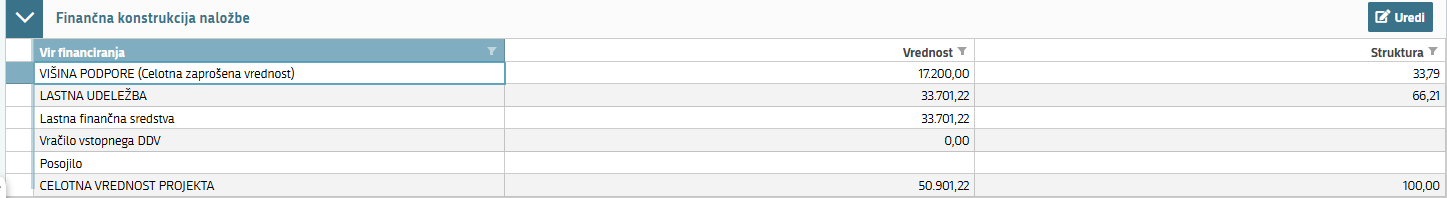 Finančna konstrukcija naložbe Uredi
Vir financiranja Vrednost Struktura
VIŠINA PODPORE (Celotna zaprošena vrednost) 17.200,00 33,79
LASTNA UDELEŽBA 33.701,22 66,21
Lastna finančna sredstva 33.701,22
Vračilo vstopnega DDV 0,00
Posojilo
CELOTNA VREDNOST PROJEKTA 50.901,22 100,00